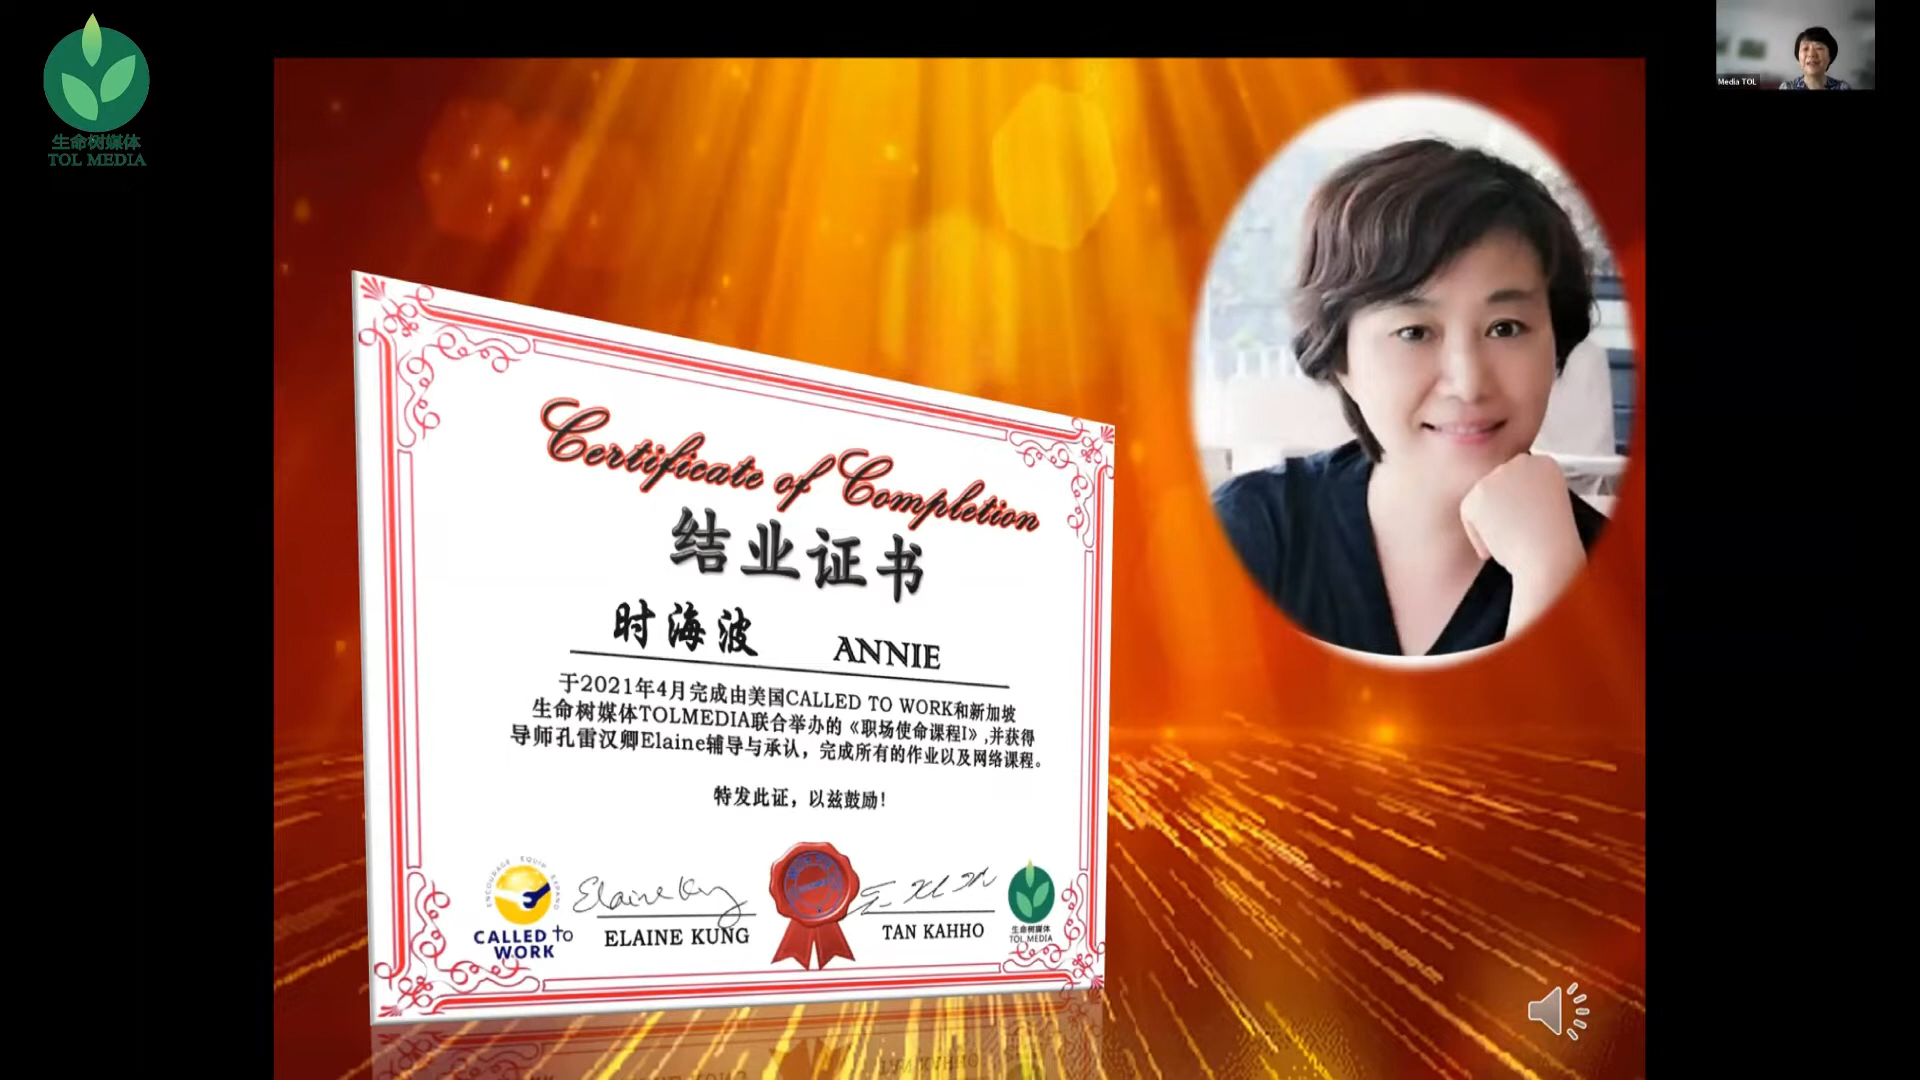 生命树媒体
TOL MEDIA
Media TOL
Certificate of Completion
结业证书
时海波 ANNIE
于2021年4月完成由美国CALLED TO WORK和新加坡
生命树媒体TOLMEDIA联合举办的《职场使命课程I》,并获得
导师孔雷汉卿Elaine辅导与承认，完成所有的作业以及网络课程。
特发此证，以兹鼓励！
ENCOURAGE EQUIP EXPAND
CALLED to
WORK
Elaine Kung
ELAINE KUNG
TAN KAHHO
生命树媒体
TOL MEDIA